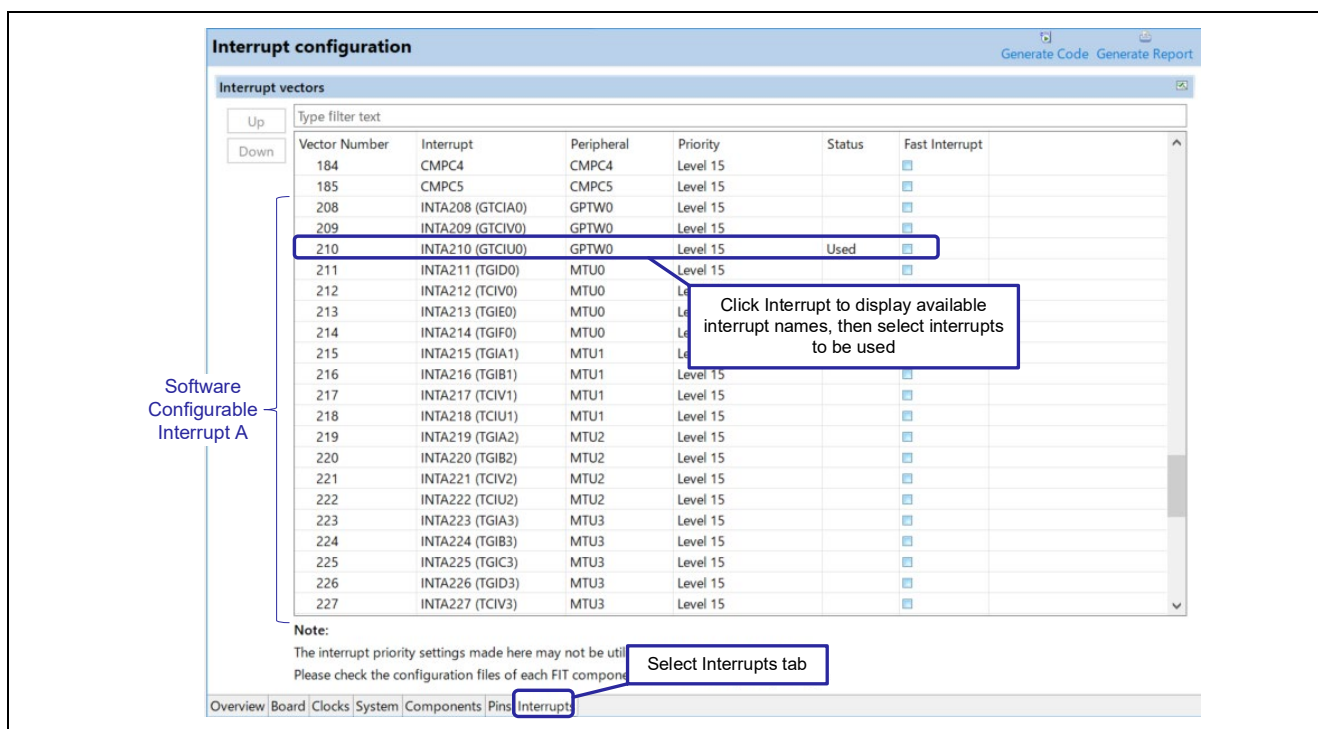 Interrupt configuration
Generate Code Generate Report
Interrupt vectors
Up
Type filter text
Down
Vector Number Interrupt Peripheral Priority Status Fast Interrupt
184 CMPC4 CMPC4 Level 15
185 CMPC5 CMPC5 Level 15
208 INTA208 (GTCIA0) GPTW0 Level 15
209 INTA209 (GTCIV0) GPTW0 Level 15
210 INTA210 (GTCIU0) GPTW0 Level 15 Used
211 INTA211 (TGID0) MTU0 Level 15
212 INTA212 (TCIV0) MTU0 Le
213 INTA213 (TGIE0) MTU0 Le
214 INTA214 (TGIF0) MTU0 Le
215 INTA215 (TGIA1) MTU1 Le
216 INTA216 (TGIB1) MTU1 Level 15
217 INTA217 (TCIV1) MTU1 Level 15
218 INTA218 (TCIU1) MTU1 Level 15
219 INTA219 (TGIA2) MTU2 Level 15
220 INTA220 (TGIB2) MTU2 Level 15
221 INTA221 (TCIV2) MTU2 Level 15
222 INTA222 (TCIU2) MTU2 Level 15
223 INTA223 (TGIA3) MTU3 Level 15
224 INTA224 (TGIB3) MTU3 Level 15
225 INTA225 (TGIC3) MTU3 Level 15
226 INTA226 (TGID3) MTU3 Level 15
227 INTA227 (TCIV3) MTU3 Level 15
Click Interrupt to display available
interrupt names, then select interrupts
to be used
Software
Configurable
Interrupt A
Note:
The interrupt priority settings made here may not be util
Please check the configuration files of each FIT compone
Select Interrupts tab
Overview Board Clocks System Components Pins Interrupts